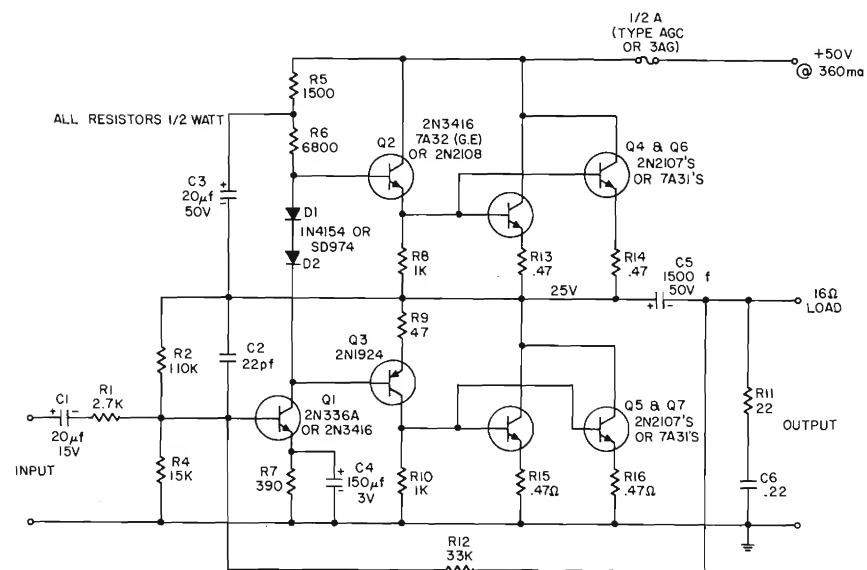 1/2 A
(TYPE AGC
OR 3AG)
+50V
@ 360ma
R5
1500
ALL RESISTORS 1/2 WATT
R6
6800
Q2
2N3416
7A32 (G.E)
OR 2N2108
Q4 & Q6
2N2107'S
OR 7A31'S
C3
20μf
50V
+
-
D1
1N4154 OR
SD974
D2
R8
1K
R13
.47
R14
.47
C5
1500 f
50V
+
-
25V
16Ω
LOAD
R9
47
Q3
2N1924
R2
110K
C2
22pf
R11
22
C1
+
-
20μf
15V
R1
2.7K
Q1
2N336A
OR 2N3416
Q5 & Q7
2N2107'S
OR 7A31'S
OUTPUT
INPUT
R4
15K
R7
390
+
-
C4
150μf
3V
R10
1K
R15
.47Ω
R16
.47Ω
C6
.22
R12
33K